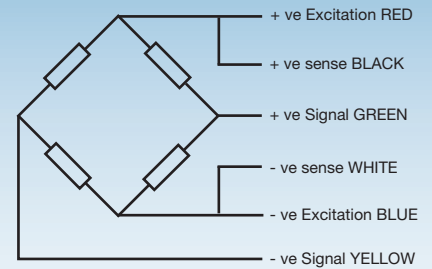 + ve Excitation RED
+ ve sense BLACK
+ ve Signal GREEN
- ve sense WHITE
- ve Excitation BLUE
- ve Signal YELLOW